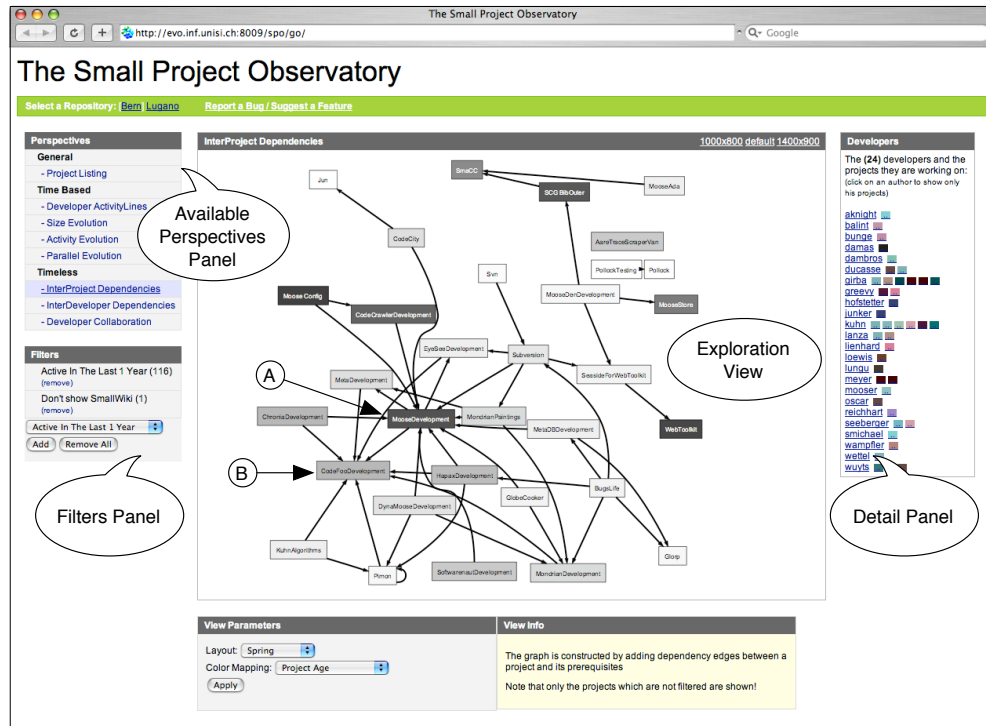 The Small Project Observatory
http://evo.inf.unisi.ch:8009/spo/go/
Google
The Small Project Observatory
Select a Repository: Bern Lugano Report a Bug / Suggest a Feature
Perspectives
General
- Project Listing
Time Based
- Developer ActivityLines
- Size Evolution
- Activity Evolution
- Parallel Evolution
Timeless
- InterProject Dependencies
- InterDeveloper Dependencies
- Developer Collaboration
Available
Perspectives
Panel
Filters
Active In The Last 1 Year (116)
(remove)
Don't show SmallWiki (1)
(remove)
Active In The Last 1 Year
Add Remove All
Filters Panel
InterProject Dependencies 1000x800 default 1400x900
SmaCC
Jun
MooseAda
SCG BibOuter
CodeCity
AareTraceScraperVan
PollockTesting
Pollock
Svn
Moose Config
MooseDenDevelopment
MooseStore
CodeCrawlerDevelopment
EyeSeeDevelopment
Subversion
Exploration
View
A
MetaDevelopment
SeasideForWebToolkit
ChroniaDevelopment
MooseDevelopment
MondrianPaintings
MetaDBDevelopment
WebToolkit
B
CodeFooDevelopment
HapaxDevelopment
BugsLife
GlobeCooker
DynaMooseDevelopment
KuhnAlgorithms
Glorp
Pimon
SoftwarenautDevelopment
MondrianDevelopment
Developers
The (24) developers and the
projects they are working on:
(click on an author to show only
his projects)
aknight
balint
bunge
damas
dambros
ducasse
girba
greevy
hofstetter
junker
kuhn
lanza
lienhard
loewis
lungu
meyer
mooser
oscar
reichhart
seeberger
smichael
wampfler
wettel
wuyts
Detail Panel
View Parameters
Layout: Spring
Color Mapping: Project Age
Apply
View Info
The graph is constructed by adding dependency edges between a
project and its prerequisites
Note that only the projects which are not filtered are shown!